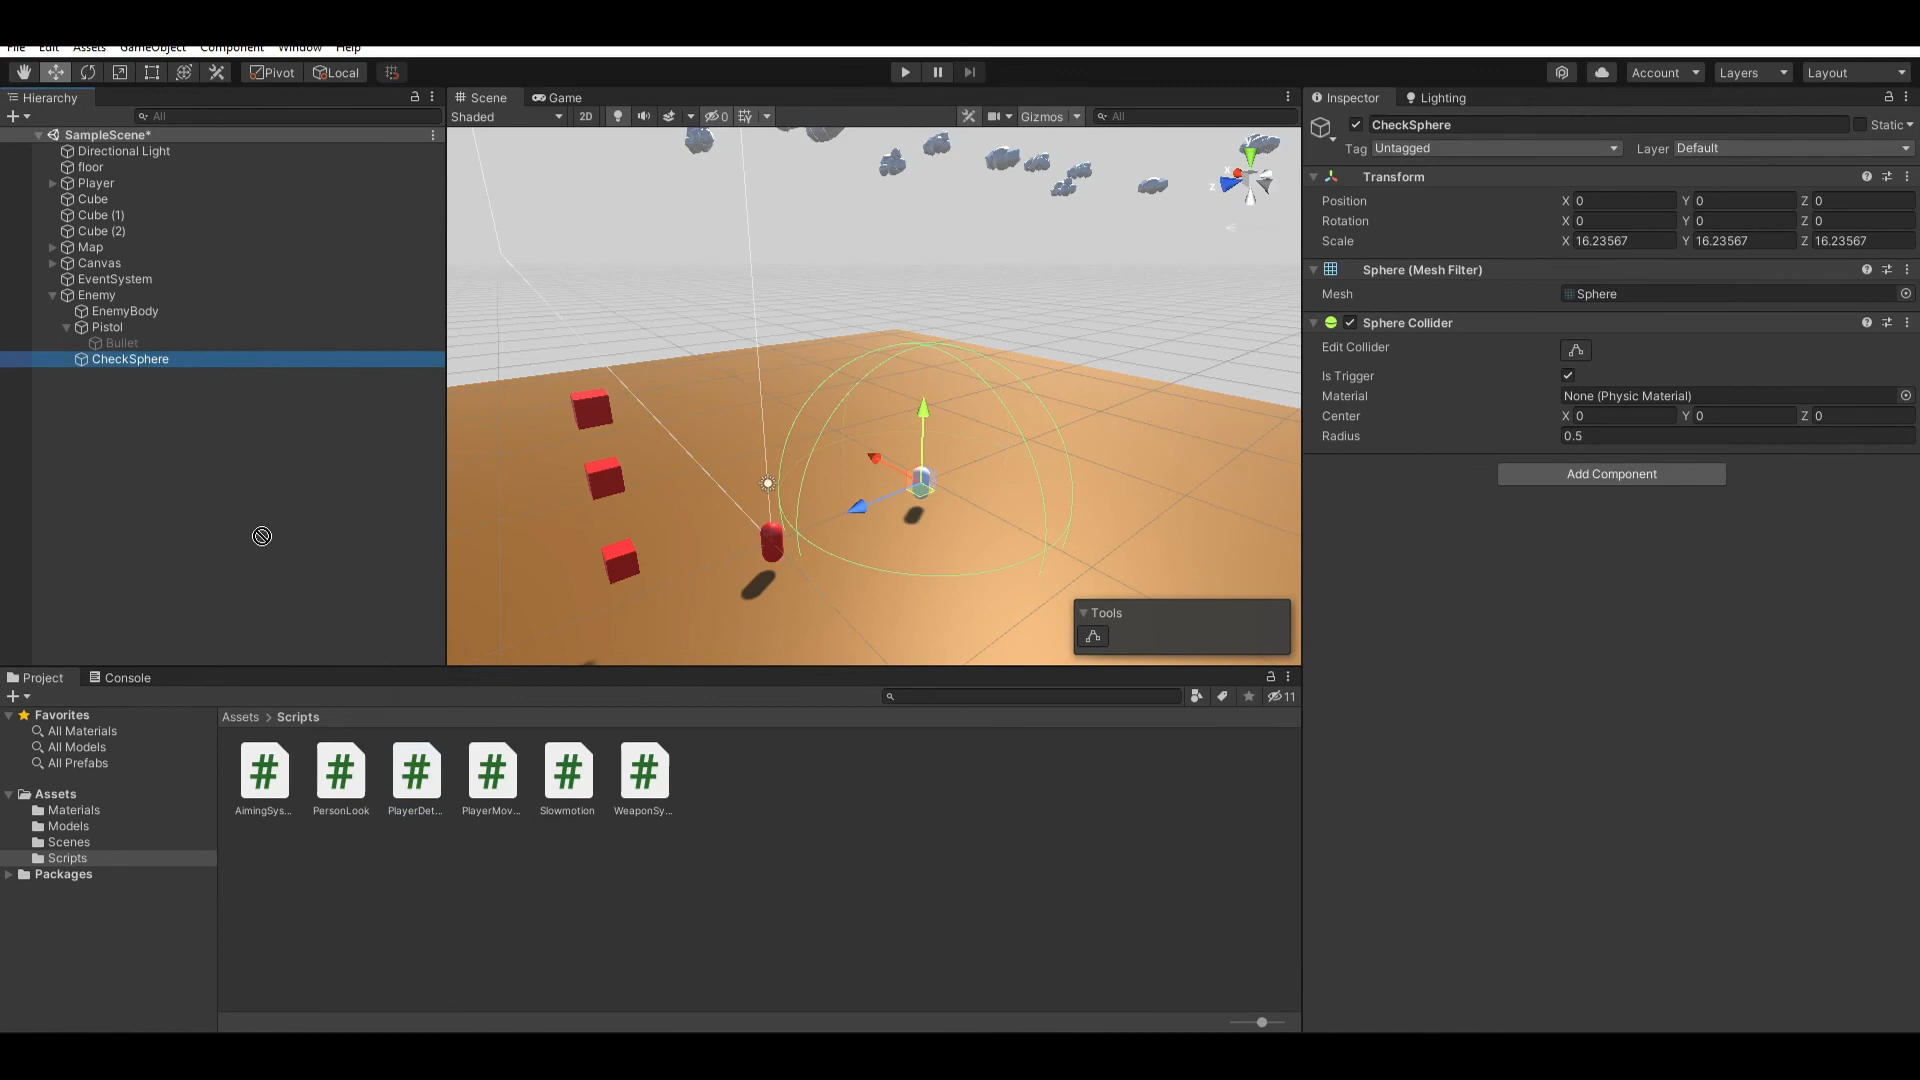 File Edit Assets GameObject Component Window Help
Pivot Local Account Layers Layout
Hierarchy
All
SampleScene*
Directional Light
floor
Player
Cube
Cube (1)
Cube (2)
Map
Canvas
EventSystem
Enemy
EnemyBody
Pistol
Bullet
CheckSphere
Scene Game
Shaded 2D 0 Gizmos All
x
z
Tools
Inspector Lighting
CheckSphere Static
Tag Untagged Layer Default
Transform
Position X 0 Y 0 Z 0
Rotation X 0 Y 0 Z 0
Scale X 16.23567 Y 16.23567 Z 16.23567
Sphere (Mesh Filter)
Mesh Sphere
Sphere Collider
Edit Collider
Is Trigger
Material None (Physic Material)
Center X 0 Y 0 Z 0
Radius 0.5
Add Component
Project Console
11
Favorites
All Materials
All Models
All Prefabs
Assets
Materials
Models
Scenes
Scripts
Packages
Assets > Scripts
AimingSys... PersonLook PlayerDet... PlayerMov... Slowmotion WeaponSy...